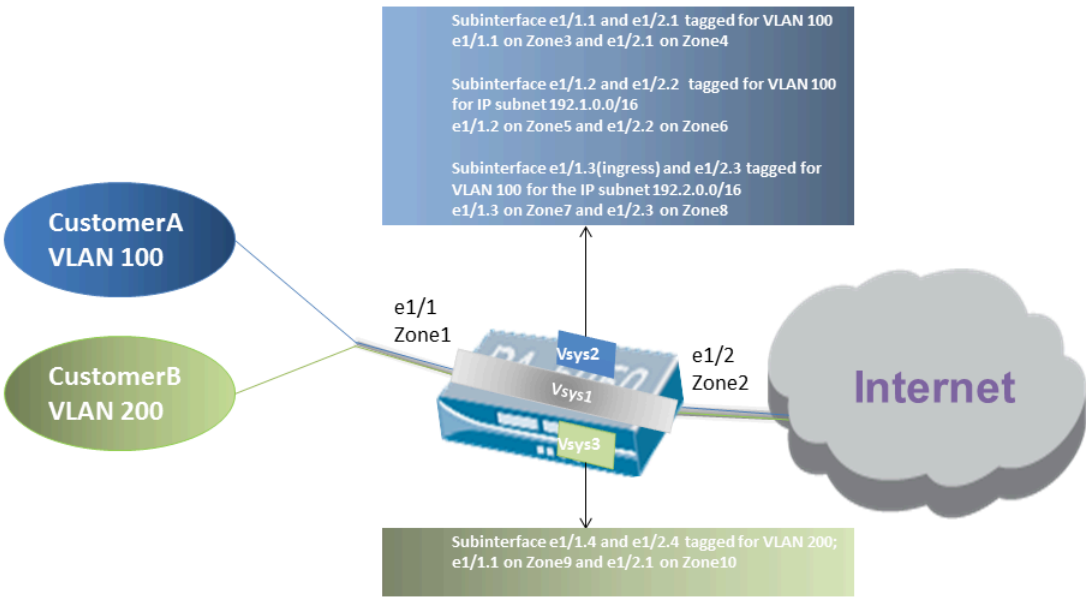 Subinterface e1/1.1 and e1/2.1 tagged for VLAN 100
e1/1.1 on Zone3 and e1/2.1 on Zone4
Subinterface e1/1.2 and e1/2.2 tagged for VLAN 100
for IP subnet 192.1.0.0/16
e1/1.2 on Zone5 and e1/2.2 on Zone6
Subinterface e1/1.3(ingress) and e1/2.3 tagged for
VLAN 100 for the IP subnet 192.2.0.0/16
e1/1.3 on Zone7 and e1/2.3 on Zone8
CustomerA
VLAN 100
e1/1
Zone1
Vsys2
e1/2
Zone2
Vsys1
Internet
CustomerB
VLAN 200
Vsys3
Subinterface e1/1.4 and e1/2.4 tagged for VLAN 200;
e1/1.1 on Zone9 and e1/2.1 on Zone10